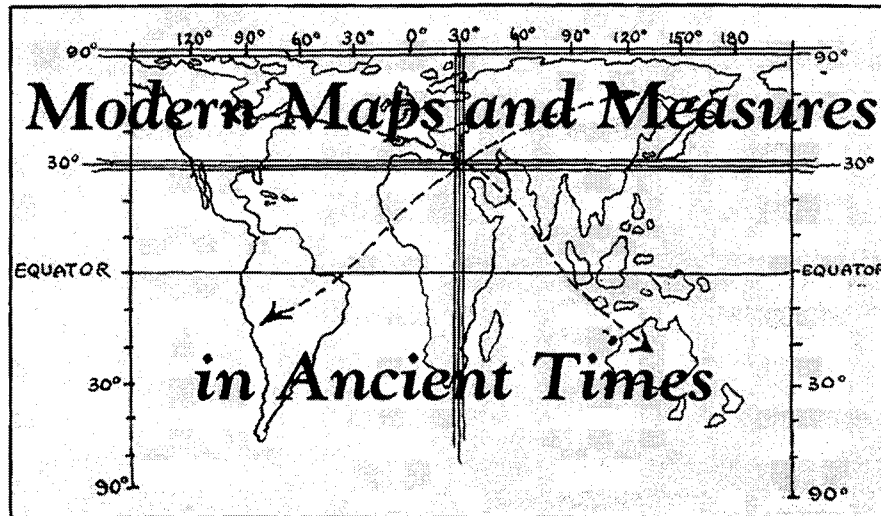 120° 90° 60° 30° 0° 30° 60° 90° 120° 150° 180
90° 90°
Modern Maps and Measures
30° 30°
EQUATOR EQUATOR
in Ancient Times
30° 30°
90° 90°